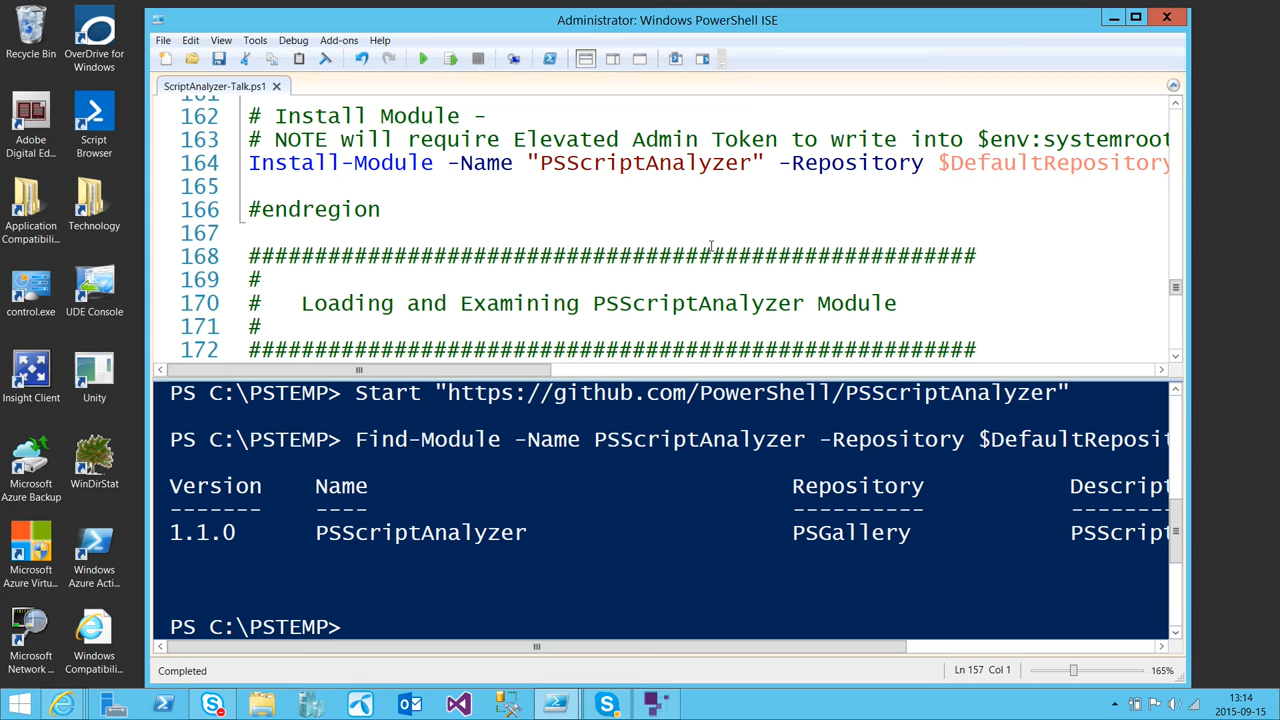 Administrator: Windows PowerShell ISE
File Edit View Tools Debug Add-ons Help
ScriptAnalyzer-Talk.ps1
161
162 # Install Module -
163 # NOTE will require Elevated Admin Token to write into $env:systemroot
164 Install-Module -Name "PSScriptAnalyzer" -Repository $DefaultRepository
165
166 #endregion
167
168 #######################################################
169 #
170 # Loading and Examining PSScriptAnalyzer Module
171 #
172 #######################################################
PS C:\PSTEMP> Start "https://github.com/PowerShell/PSScriptAnalyzer"
PS C:\PSTEMP> Find-Module -Name PSScriptAnalyzer -Repository $DefaultReposit
Version Name Repository Descript
------- ---- ---------- --------
1.1.0 PSScriptAnalyzer PSGallery PSScript
PS C:\PSTEMP>
Completed
Ln 157 Col 1
165%
Recycle Bin
OverDrive for
Windows
Adobe
Digital Ed...
Script
Browser
Application
Compatibili...
Technology
control.exe
UDE Console
Insight Client
Unity
Microsoft
Azure Backup
WinDirStat
Microsoft
Azure Virtu...
Windows
Azure Acti...
Microsoft
Network ...
Windows
Compatibili...
13:14
2015-09-15